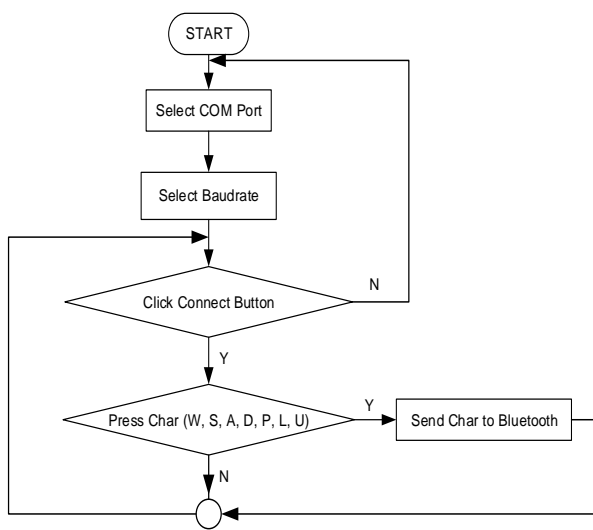 START
Select COM Port
Select Baudrate
Click Connect Button
N
Y
Press Char (W, S, A, D, P, L, U)
Y
Send Char to Bluetooth
N